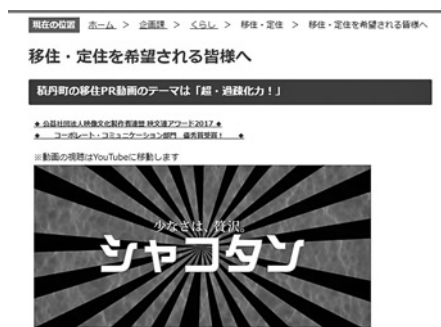 現在の位置 ホーム > 企画課 > くらし > 移住・定住 > 移住・定住を希望される皆様へ
移住・定住を希望される皆様へ
積丹町の移住PR動画のテーマは「超・過疎化力！」
◆ 公益社団法人映像文化製作者連盟 映文連アワード2017 ◆
◆ コーポレート・コミュニケーション部門 優秀賞受賞！ ◆
※動画の視聴はYouTubeに移動します
少なさは、贅沢。
シャコタン